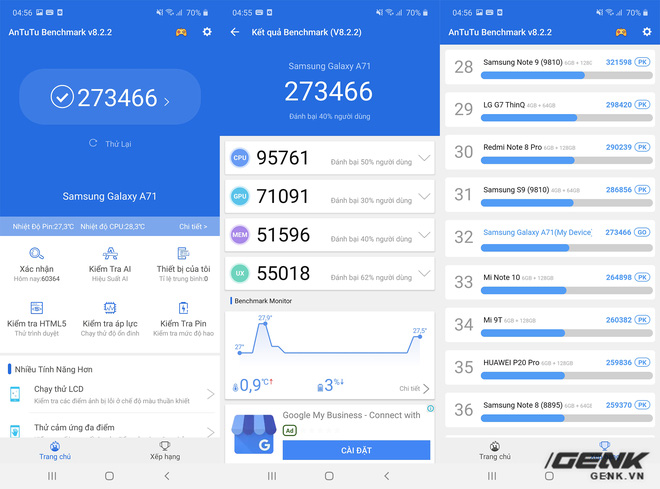 04:56 70%
AnTuTu Benchmark v8.2.2
273466 >
Thử Lại
Samsung Galaxy A71
Nhiệt Độ Pin:27,3°C Nhiệt độ CPU:28,3°C Chi tiết >
Xác nhận
Hôm nay:60364
Kiểm Tra AI
Hiệu Suất AI
Thiết bị của tôi
Tỉ lệ trung bình:0
Kiểm tra HTML5
Thử trình duyệt
Kiểm tra áp lực
Chạy thử độ ổn định
Kiểm Tra Pin
Kiểm tra mức độ hao
Nhiều Tính Năng Hơn
Chạy thử LCD
Kiểm tra các điểm ảnh bị lỗi ở chế độ màu thuần khiết
Thử cảm ứng đa điểm
Trang chủ
Xếp hạng
04:55 70%
Kết quả Benchmark (V8.2.2)
Samsung Galaxy A71
273466
Đánh bại 40% người dùng
CPU 95761 Đánh bại 50% người dùng
GPU 71091 Đánh bại 30% người dùng
MEM 51596 Đánh bại 40% người dùng
UX 55018 Đánh bại 62% người dùng
Benchmark Monitor
27°
27,9°
27,5°
0,9°C↑
3%↓
Chi tiết
Google My Business - Connect with
Ad
G
CÀI ĐẶT
04:56 70%
AnTuTu Benchmark v8.2.2
28 Samsung Note 9 (9810) 6GB + 128G 321598 PK
29 LG G7 ThinQ 4GB + 64GB 298420 PK
30 Redmi Note 8 Pro 6GB + 128GB 290239 PK
31 Samsung S9 (9810) 4GB + 64GB 286856 PK
32 Samsung Galaxy A71(My Device) 273466 GO
33 Mi Note 10 6GB + 128GB 264898 PK
34 Mi 9T 6GB + 128GB 260382 PK
35 HUAWEI P20 Pro 6GB + 128GB 259836 PK
36 Samsung Note 8 (8895) 6GB + 64G 259370 PK
Trang chủ
GENK
GENK.VN